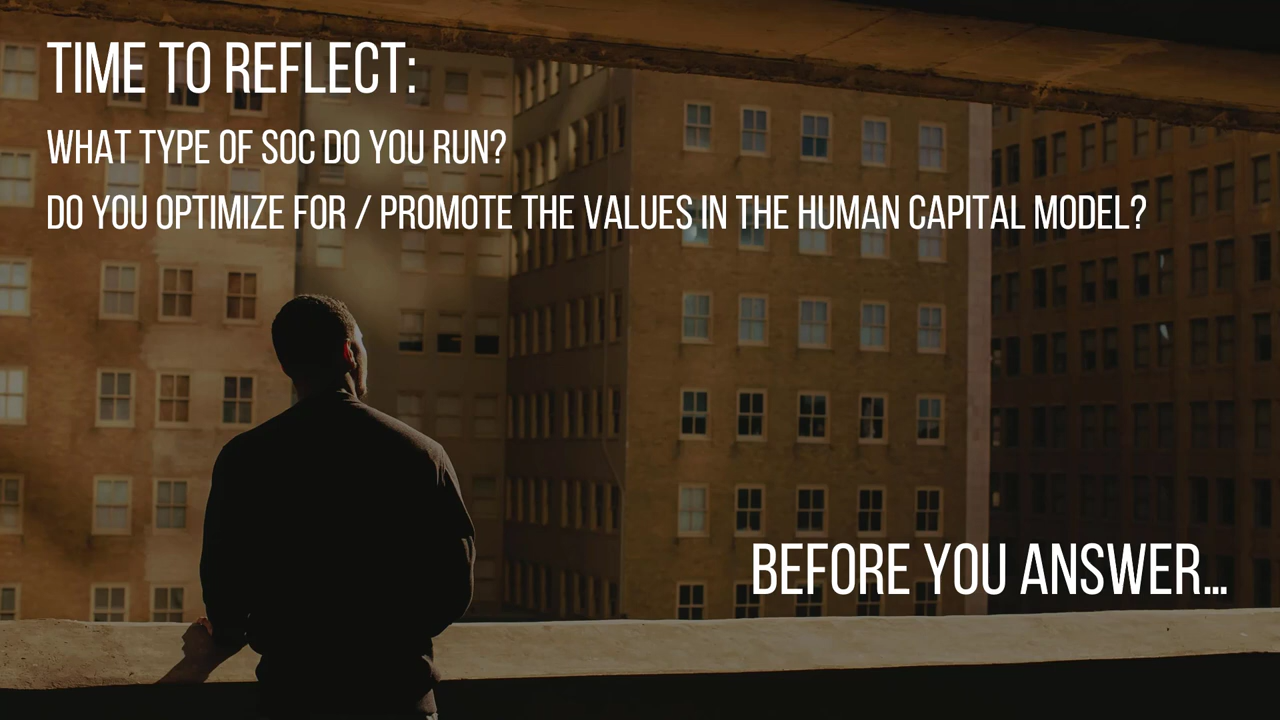 TIME TO REFLECT:
WHAT TYPE OF SOC DO YOU RUN?
DO YOU OPTIMIZE FOR / PROMOTE THE VALUES IN THE HUMAN CAPITAL MODEL?
BEFORE YOU ANSWER…